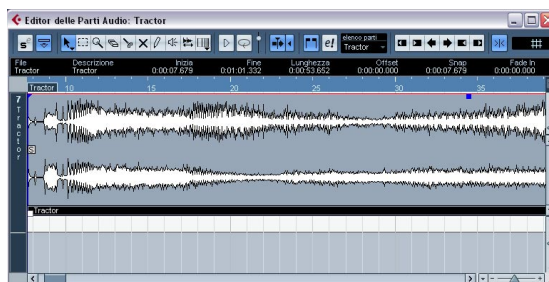 Editor delle Parti Audio: Tractor
elenco parti
Tractor
File Descrizione Inizia Fine Lunghezza Offset Snap Fade In
Tractor Tractor 0:00:07.679 0:01:01.332 0:00:53.652 0:00:00.000 0:00:07.679 0:00:00.000
Tractor 10 15 20 25 30 35
7
Tractor
S
Tractor